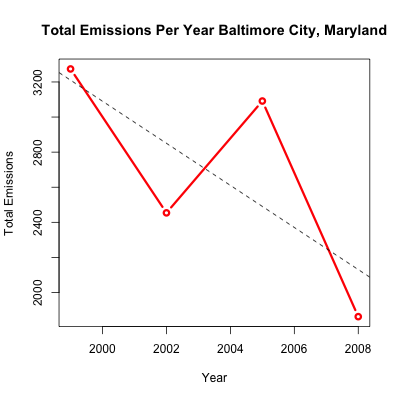 Total Emissions Per Year Baltimore City, Maryland
Total Emissions
3200
2800
2400
2000
2000 2002 2004 2006 2008
Year